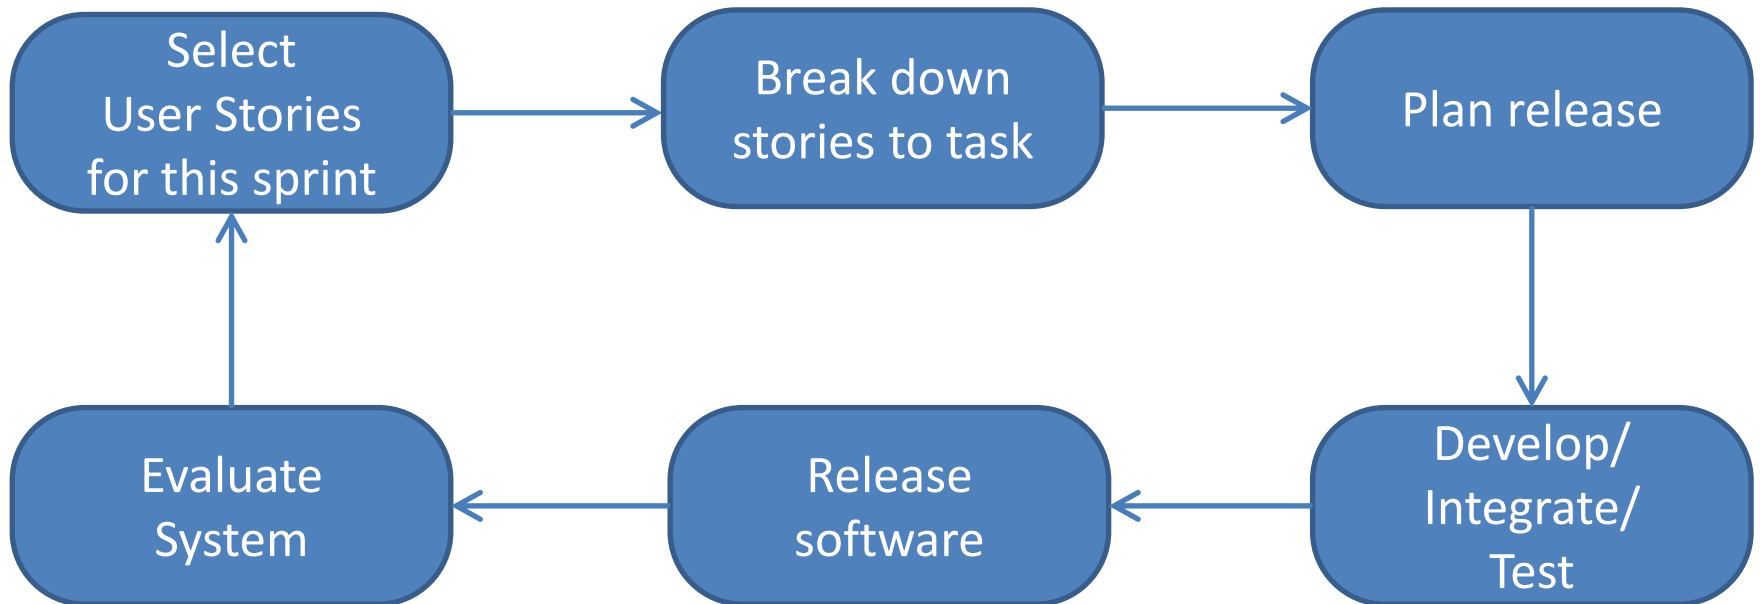 Select
User Stories
for this sprint
Break down
stories to task
Plan release
Develop/
Integrate/
Test
Release
software
Evaluate
System